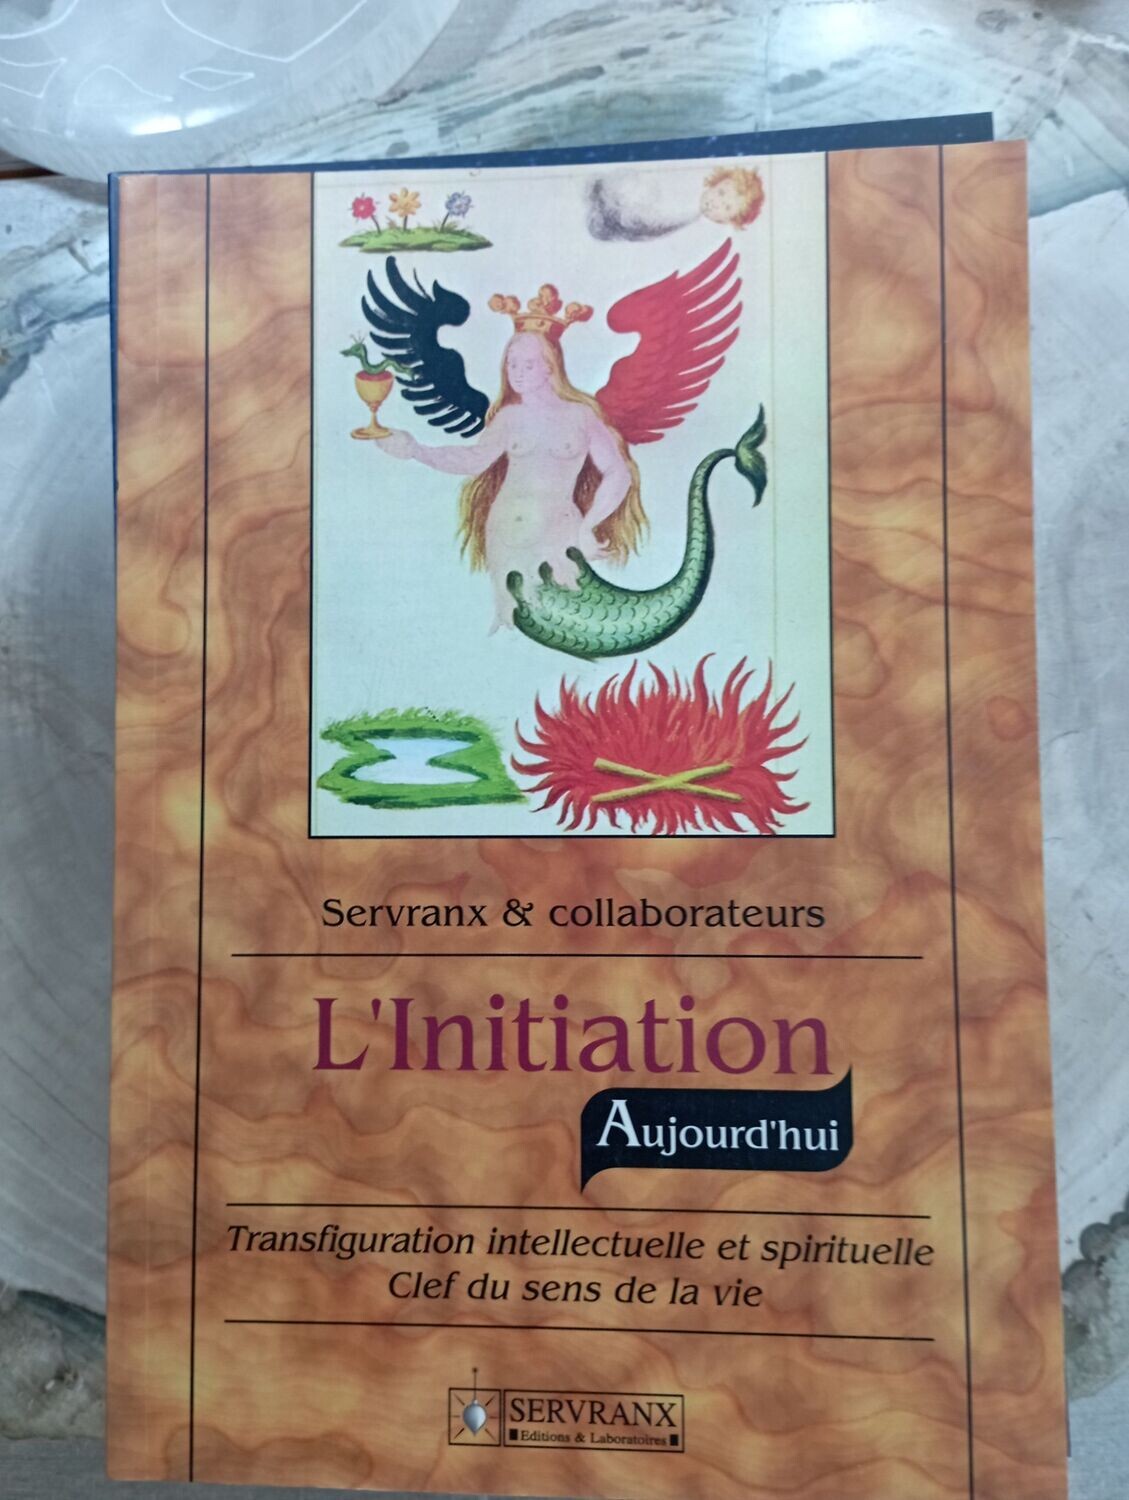 Servranx & collaborateurs
L'Initiation
Aujourd'hui
Transfiguration intellectuelle et spirituelle
Clef du sens de la vie
SERVRANX
Editions & Laboratoires